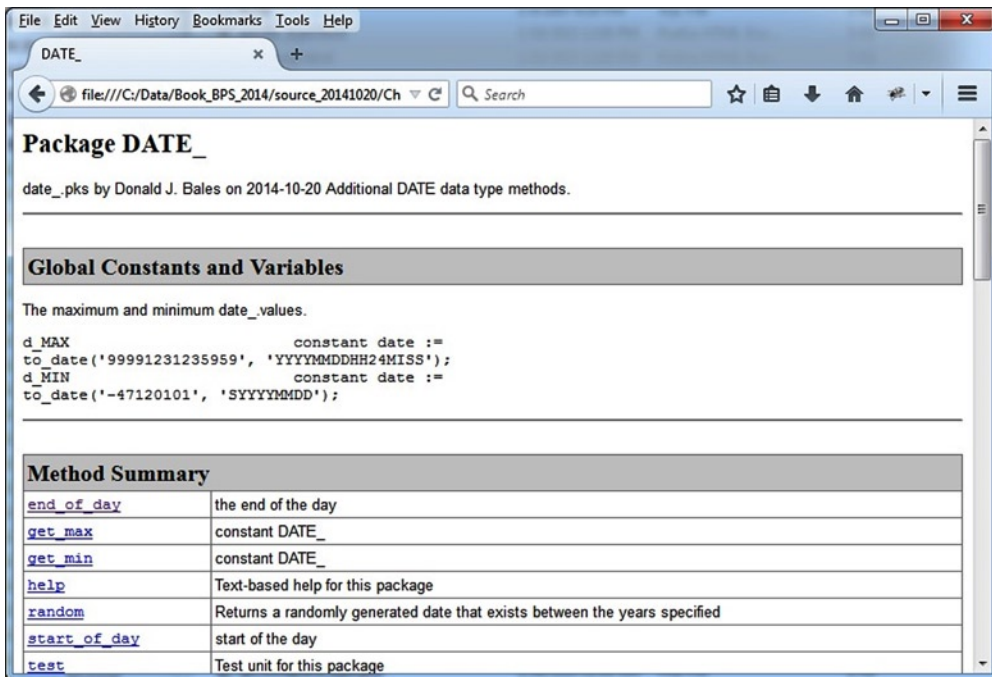 File Edit View History Bookmarks Tools Help
DATE_
file:///C:/Data/Book_BPS_2014/source_20141020/Ch
Search
Package DATE_
date_.pks by Donald J. Bales on 2014-10-20 Additional DATE data type methods.
Global Constants and Variables
The maximum and minimum date_.values.
d_MAX constant date :=
to_date('99991231235959', 'YYYYMMDDHH24MISS');
d_MIN constant date :=
to_date('-47120101', 'SYYYYMMDD');
Method Summary
end_of_day the end of the day
get_max constant DATE_
get_min constant DATE_
help Text-based help for this package
random Returns a randomly generated date that exists between the years specified
start_of_day start of the day
test Test unit for this package